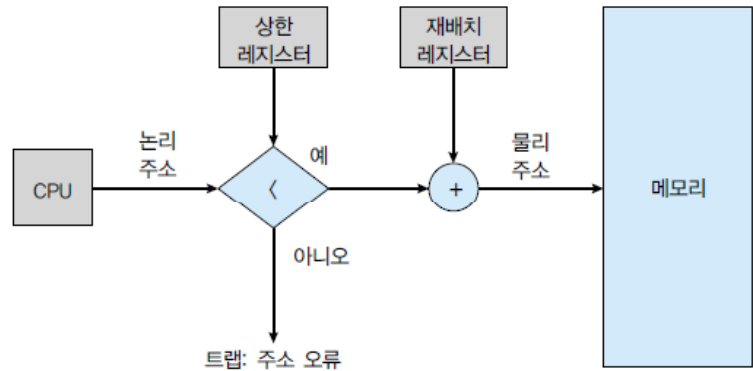 상한
레지스터
재배치
레지스터
논리
주소
예
물리
주소
CPU
<
+
메모리
아니오
트랩: 주소 오류